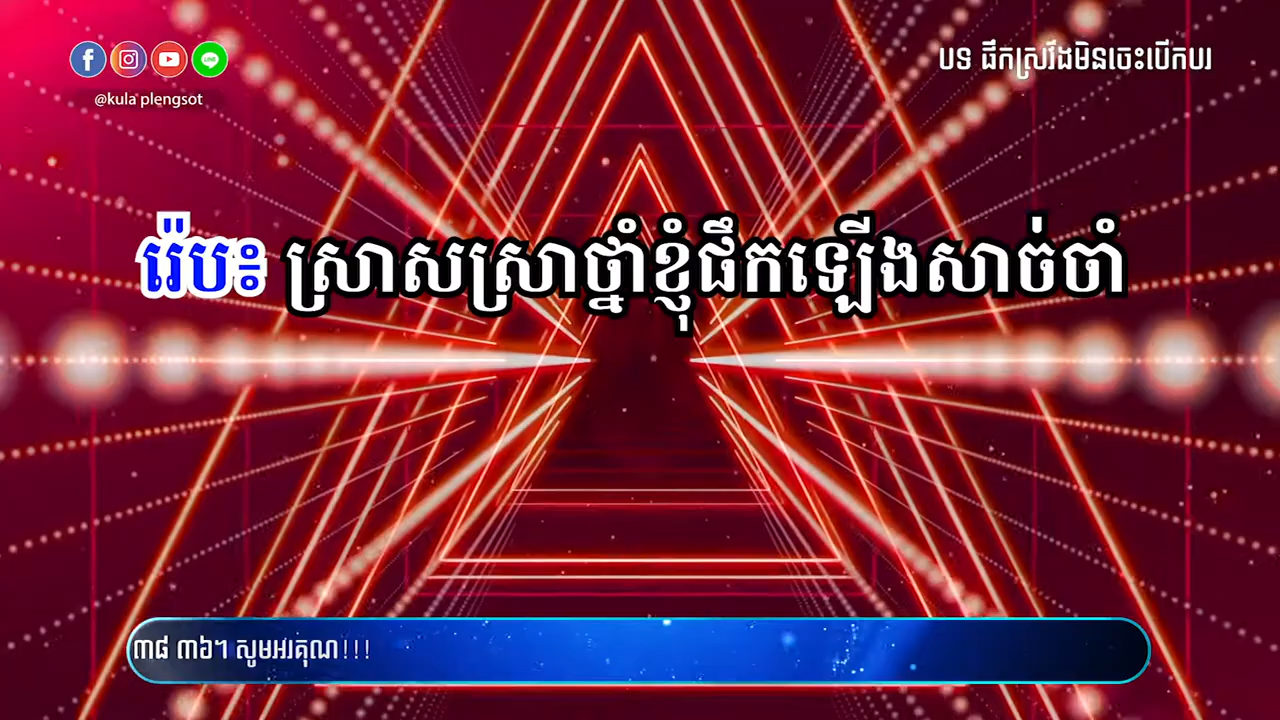 បទ ផឹកស្រវឹងមិនចេះបើកបរ
@kula plengsot
រ៉េប៖ ស្រាសស្រាថ្នាំខ្ញុំផឹកឡើងសាច់ចាំ
៣៨ ៣៦។ សូមអរគុណ!!!